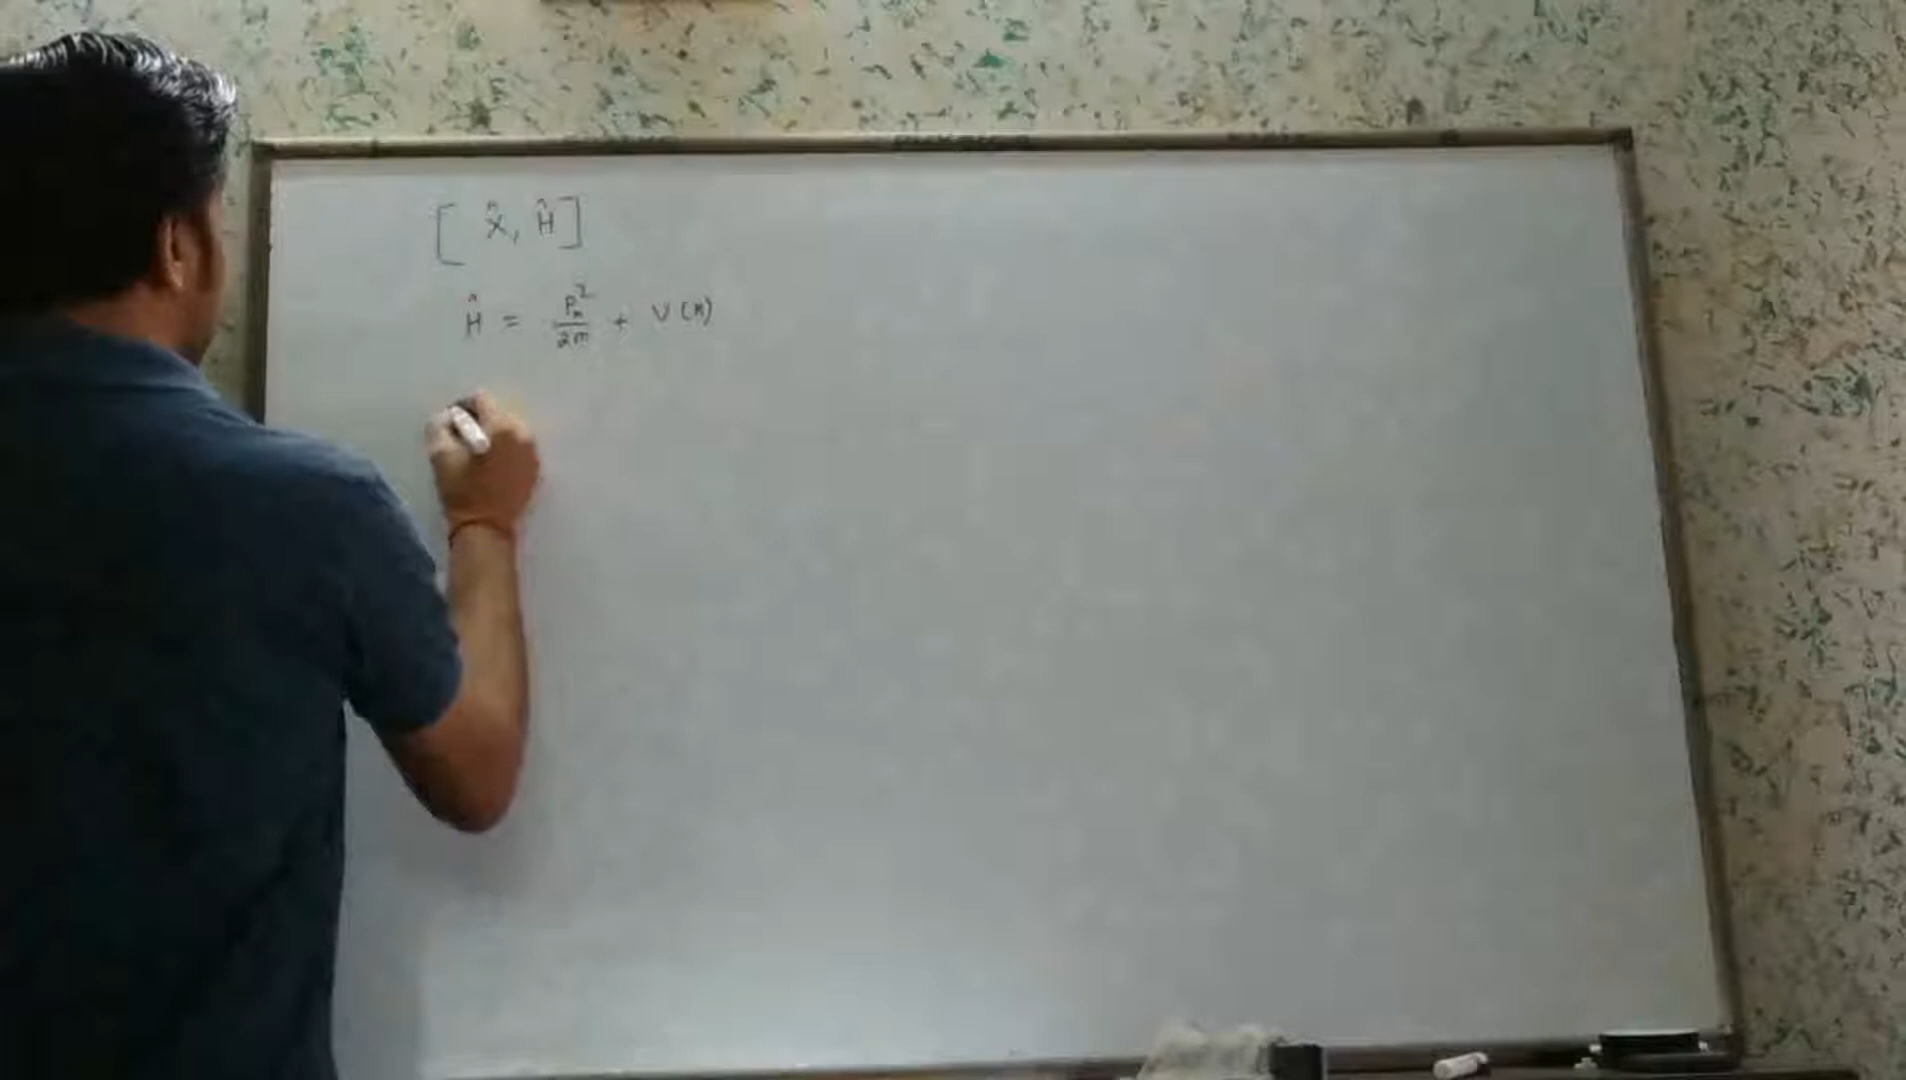 [ x̂, Ĥ ]
Ĥ = Pₓ²/2m + V(x)